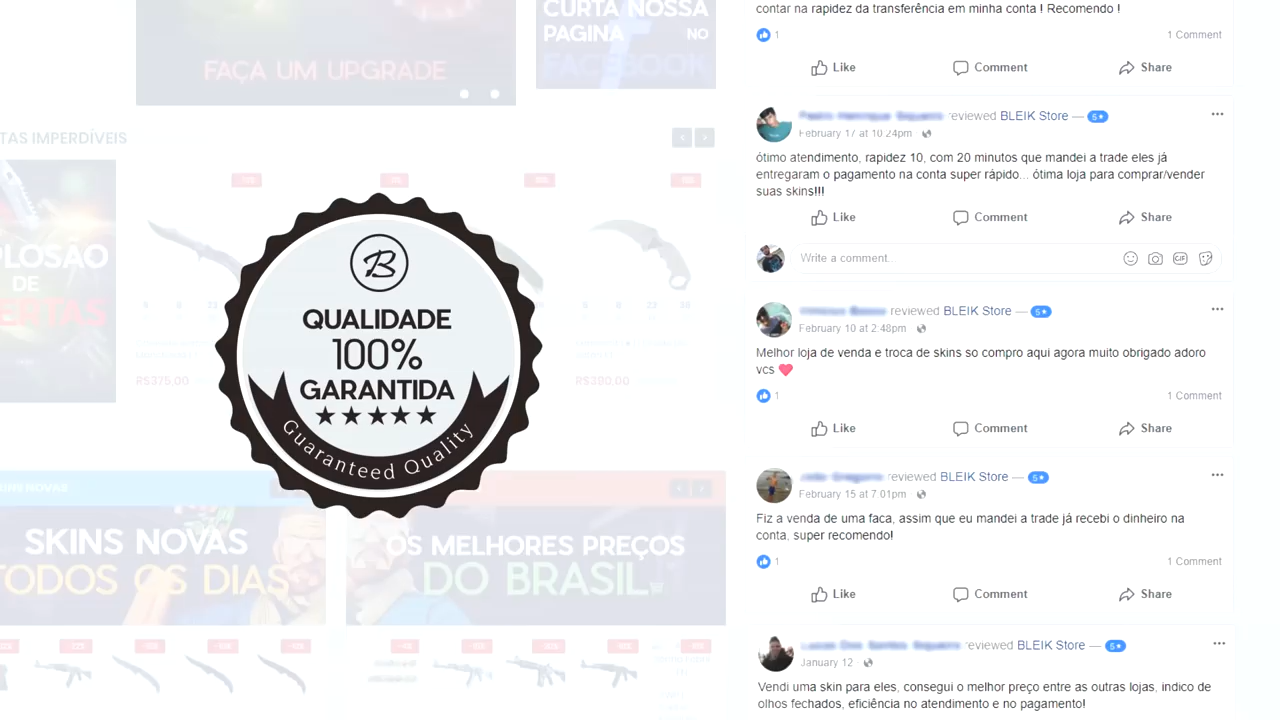 CURTA NOSSA
PAGINA NO
FACEBOOK
FAÇA UM UPGRADE
TAS IMPERDÍVEIS
PLOSÃO
DE
ERTAS
R$375,00
R$390,00
B
QUALIDADE
100%
GARANTIDA
Guaranteed Quality
NOVAS
SKINS NOVAS
TODOS OS DIAS
OS MELHORES PREÇOS
DO BRASIL
contar na rapidez da transferência em minha conta ! Recomendo !
1 1 Comment
Like Comment Share
reviewed BLEIK Store — 5★
February 17 at 10:24pm
ótimo atendimento, rapidez 10, com 20 minutos que mandei a trade eles já
entregaram o pagamento na conta super rápido... ótima loja para comprar/vender
suas skins!!!
Like Comment Share
Write a comment...
GIF
reviewed BLEIK Store — 5★
February 10 at 2:48pm
Melhor loja de venda e troca de skins so compro aqui agora muito obrigado adoro
vcs ❤
1 1 Comment
Like Comment Share
reviewed BLEIK Store — 5★
February 15 at 7:01pm
Fiz a venda de uma faca, assim que eu mandei a trade já recebi o dinheiro na
conta, super recomendo!
1 1 Comment
Like Comment Share
reviewed BLEIK Store — 5★
January 12
Vendi uma skin para eles, consegui o melhor preço entre as outras lojas, indico de
olhos fechados, eficiência no atendimento e no pagamento!